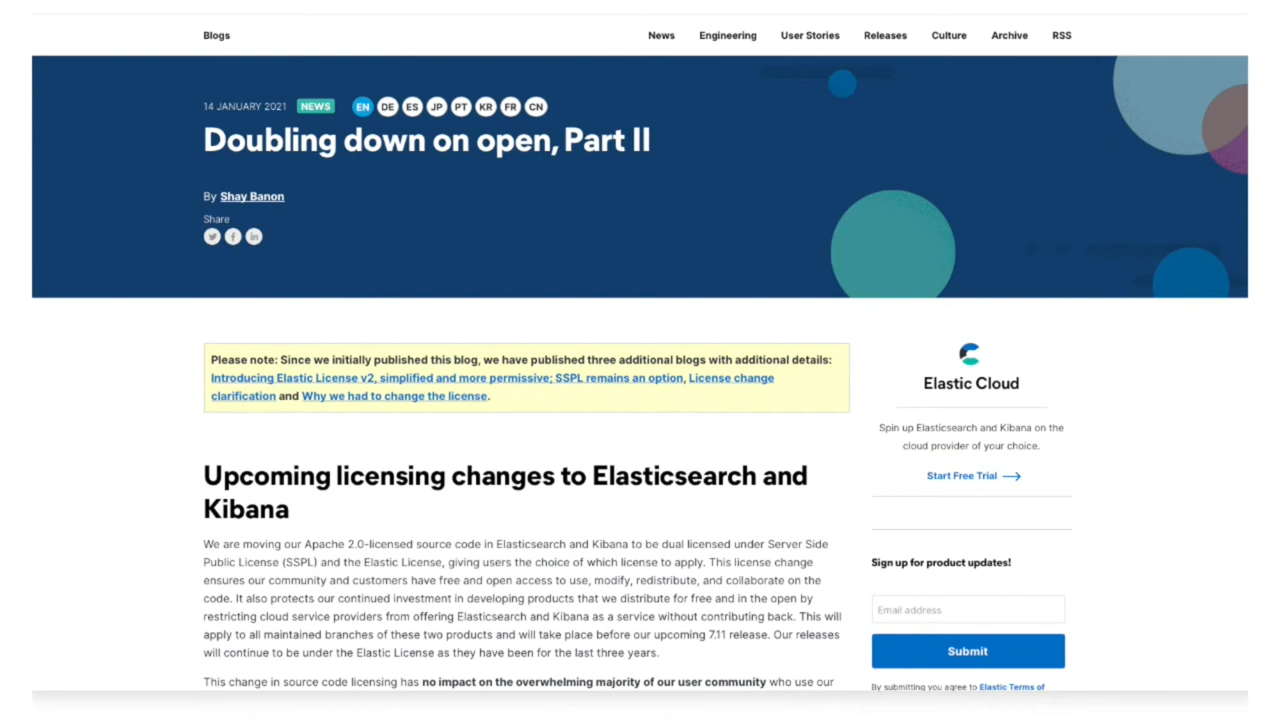 Blogs
News Engineering User Stories Releases Culture Archive RSS
14 JANUARY 2021 NEWS EN DE ES JP PT KR FR CN
Doubling down on open, Part II
By Shay Banon
Share
Please note: Since we initially published this blog, we have published three additional blogs with additional details:
Introducing Elastic License v2, simplified and more permissive; SSPL remains an option, License change
clarification and Why we had to change the license.
Upcoming licensing changes to Elasticsearch and
Kibana
We are moving our Apache 2.0-licensed source code in Elasticsearch and Kibana to be dual licensed under Server Side
Public License (SSPL) and the Elastic License, giving users the choice of which license to apply. This license change
ensures our community and customers have free and open access to use, modify, redistribute, and collaborate on the
code. It also protects our continued investment in developing products that we distribute for free and in the open by
restricting cloud service providers from offering Elasticsearch and Kibana as a service without contributing back. This will
apply to all maintained branches of these two products and will take place before our upcoming 7.11 release. Our releases
will continue to be under the Elastic License as they have been for the last three years.
This change in source code licensing has no impact on the overwhelming majority of our user community who use our
Elastic Cloud
Spin up Elasticsearch and Kibana on the
cloud provider of your choice.
Start Free Trial
Sign up for product updates!
Email address
Submit
By submitting you agree to Elastic Terms of